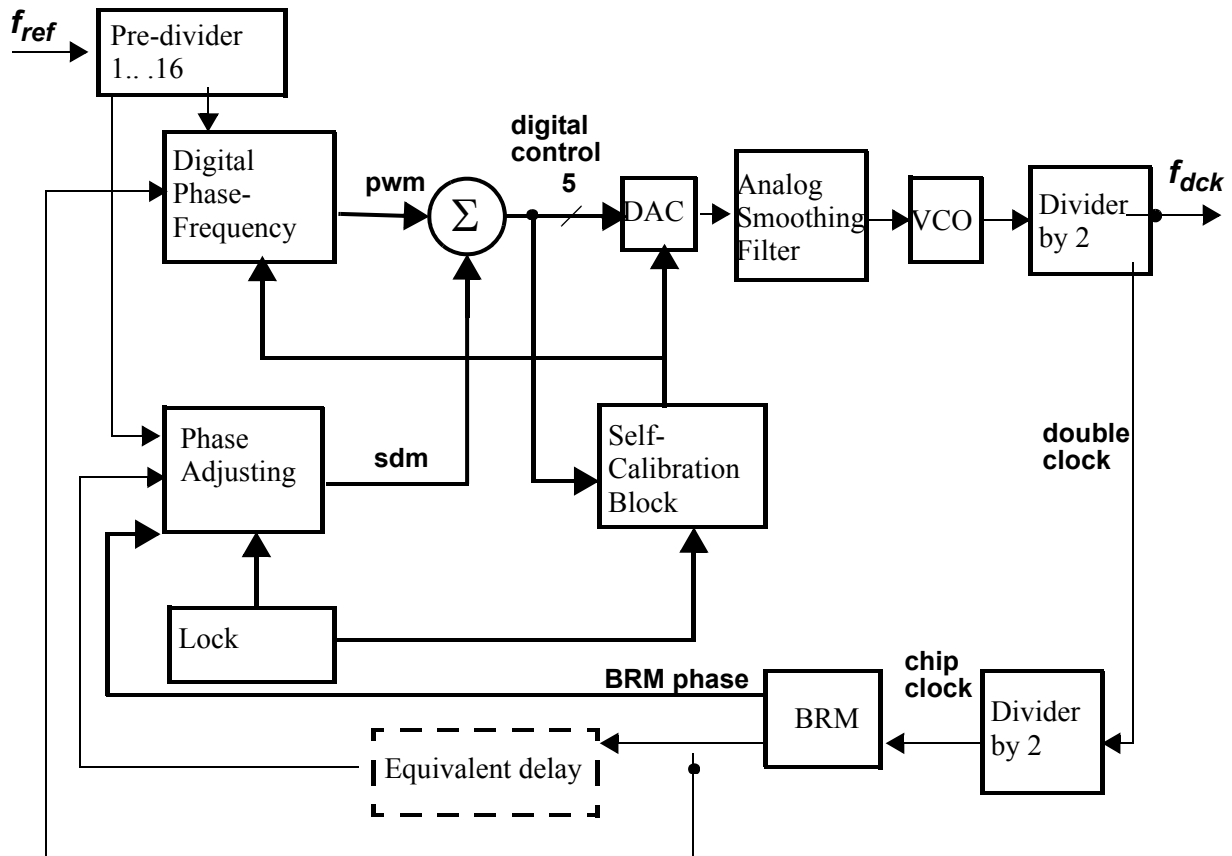 f_ref
Pre-divider
1.. .16
Digital
Phase-
Frequency
pwm
Σ
digital
control
5
DAC
Analog
Smoothing
Filter
VCO
Divider
by 2
f_dck
Phase
Adjusting
sdm
Self-
Calibration
Block
double
clock
Lock
BRM phase
BRM
chip
clock
Divider
by 2
Equivalent delay